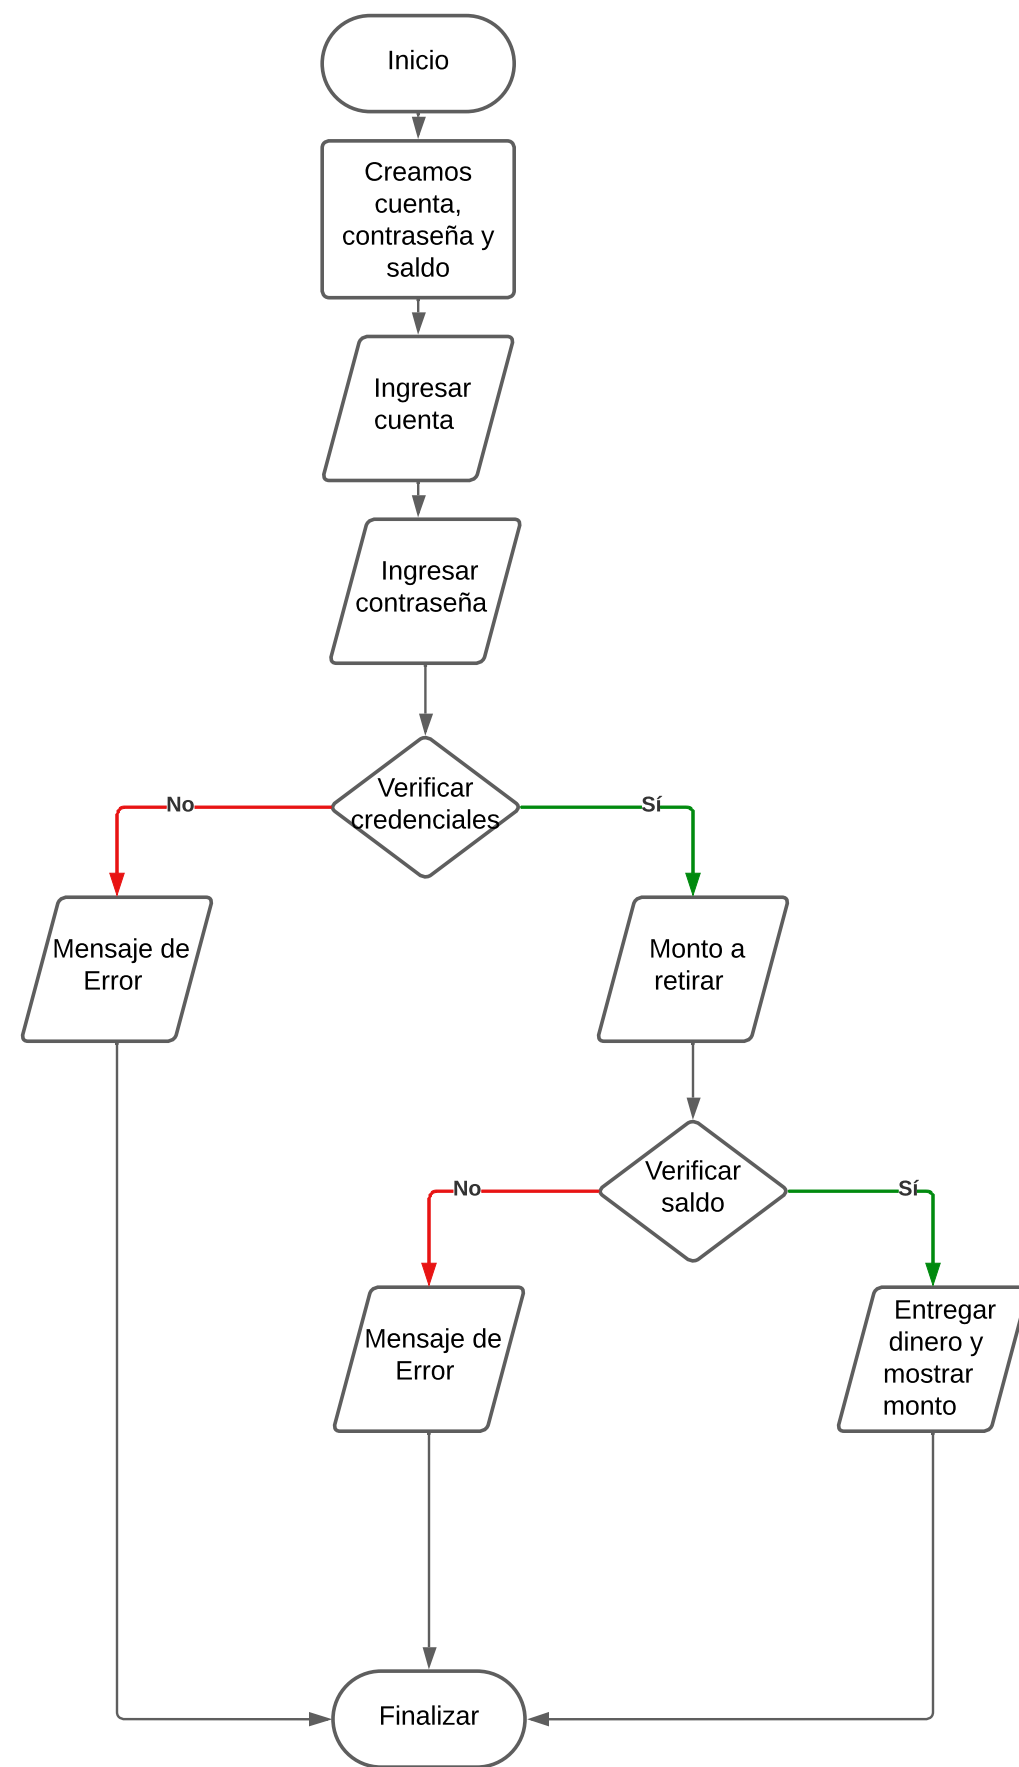 Inicio
Creamos
cuenta,
contraseña y
saldo
Ingresar
cuenta
Ingresar
contraseña
Verificar
credenciales
No
Sí
Mensaje de
Error
Monto a
retirar
Verificar
saldo
No
Sí
Mensaje de
Error
Entregar
dinero y
mostrar
monto
Finalizar